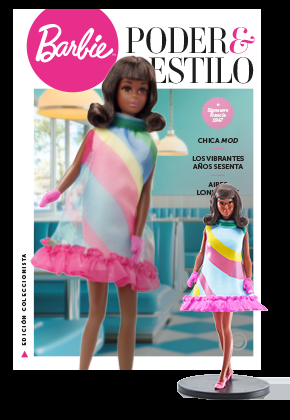 Barbie
PODER&
ESTILO
CHICA MOD
LOS VIBRANTES
AÑOS SESENTA
EDICIÓN COLECCIONISTA